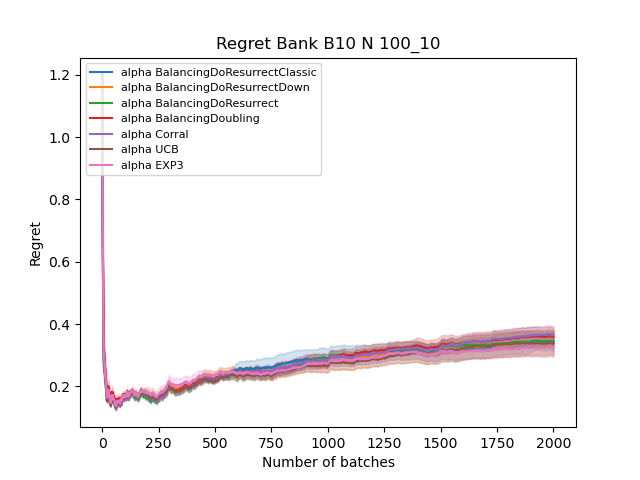 Regret Bank B10 N 100_10
alpha BalancingDoResurrectClassic
alpha BalancingDoResurrectDown
alpha BalancingDoResurrect
alpha BalancingDoubling
alpha Corral
alpha UCB
alpha EXP3
Regret
1.2
1.0
0.8
0.6
0.4
0.2
0 250 500 750 1000 1250 1500 1750 2000
Number of batches